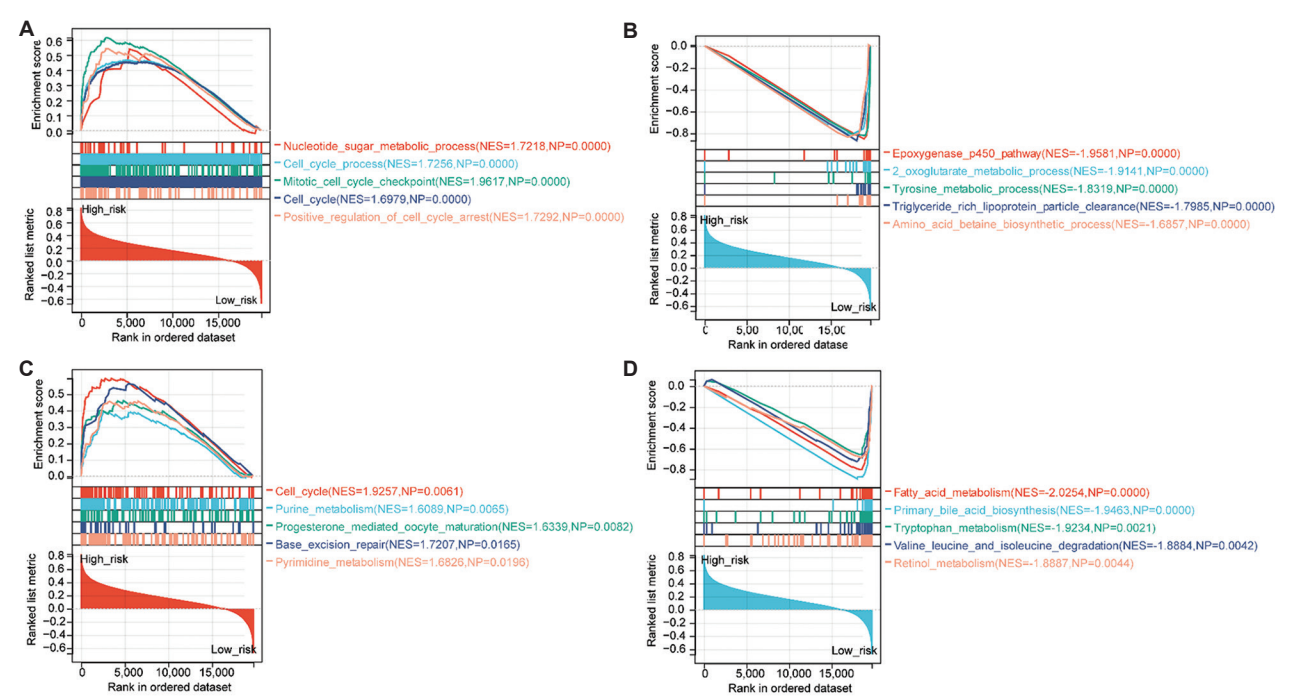 A
Enrichment score
0.6
0.5
0.4
0.3
0.2
0.1
0.0
Nucleotide_sugar_metabolic_process(NES=1.7218,NP=0.0000)
Cell_cycle_process(NES=1.7256,NP=0.0000)
Mitotic_cell_cycle_checkpoint(NES=1.9617,NP=0.0000)
Cell_cycle(NES=1.6979,NP=0.0000)
Positive_regulation_of_cell_cycle_arrest(NES=1.7292,NP=0.0000)
Ranked list metric
0.8
0.6
0.4
0.2
0.0
−0.2
−0.4
−0.6
High_risk
Low_risk
0 5,000 10,000 15,000
Rank in ordered dataset
B
Enrichment score
0.0
−0.2
−0.4
−0.6
−0.8
Epoxygenase_p450_pathway(NES=-1.9581,NP=0.0000)
2_oxoglutarate_metabolic_process(NES=-1.9141,NP=0.0000)
Tyrosine_metabolic_process(NES=-1.8319,NP=0.0000)
Triglyceride_rich_lipoprotein_particle_clearance(NES=-1.7985,NP=0.0000)
Amino_acid_betaine_biosynthetic_process(NES=-1.6857,NP=0.0000)
Ranked list metric
0.8
0.6
0.4
0.2
0.0
−0.2
−0.4
−0.6
High_risk
Low_risk
Rank in ordered datase
C
Enrichment score
0.5
0.4
0.3
0.2
0.1
0.0
Cell_cycle(NES=1.9257,NP=0.0061)
Purine_metabolism(NES=1.6089,NP=0.0065)
Progesterone_mediated_oocyte_maturation(NES=1.6339,NP=0.0082)
Base_excision_repair(NES=1.7207,NP=0.0165)
Pyrimidine_metabolism(NES=1.6826,NP=0.0196)
Ranked list metric
0.8
0.6
0.4
0.2
0.0
−0.2
−0.4
−0.6
High_risk
Low_risk
0 5,000 10,000 15,000
Rank in ordered dataset
D
Enrichment score
0.0
−0.2
−0.4
−0.6
−0.8
Fatty_acid_metabolism(NES=-2.0254,NP=0.0000)
Primary_bile_acid_biosynthesis(NES=-1.9463,NP=0.0000)
Tryptophan_metabolism(NES=-1.9234,NP=0.0021)
Valine_leucine_and_isoleucine_degradation(NES=-1.8884,NP=0.0042)
Retinol_metabolism(NES=-1.8887,NP=0.0044)
Ranked list metric
0.8
0.6
0.4
0.2
0.0
−0.2
−0.4
−0.6
High_risk
Low_risk
0 5,000 10,000 15,000
Rank in ordered dataset